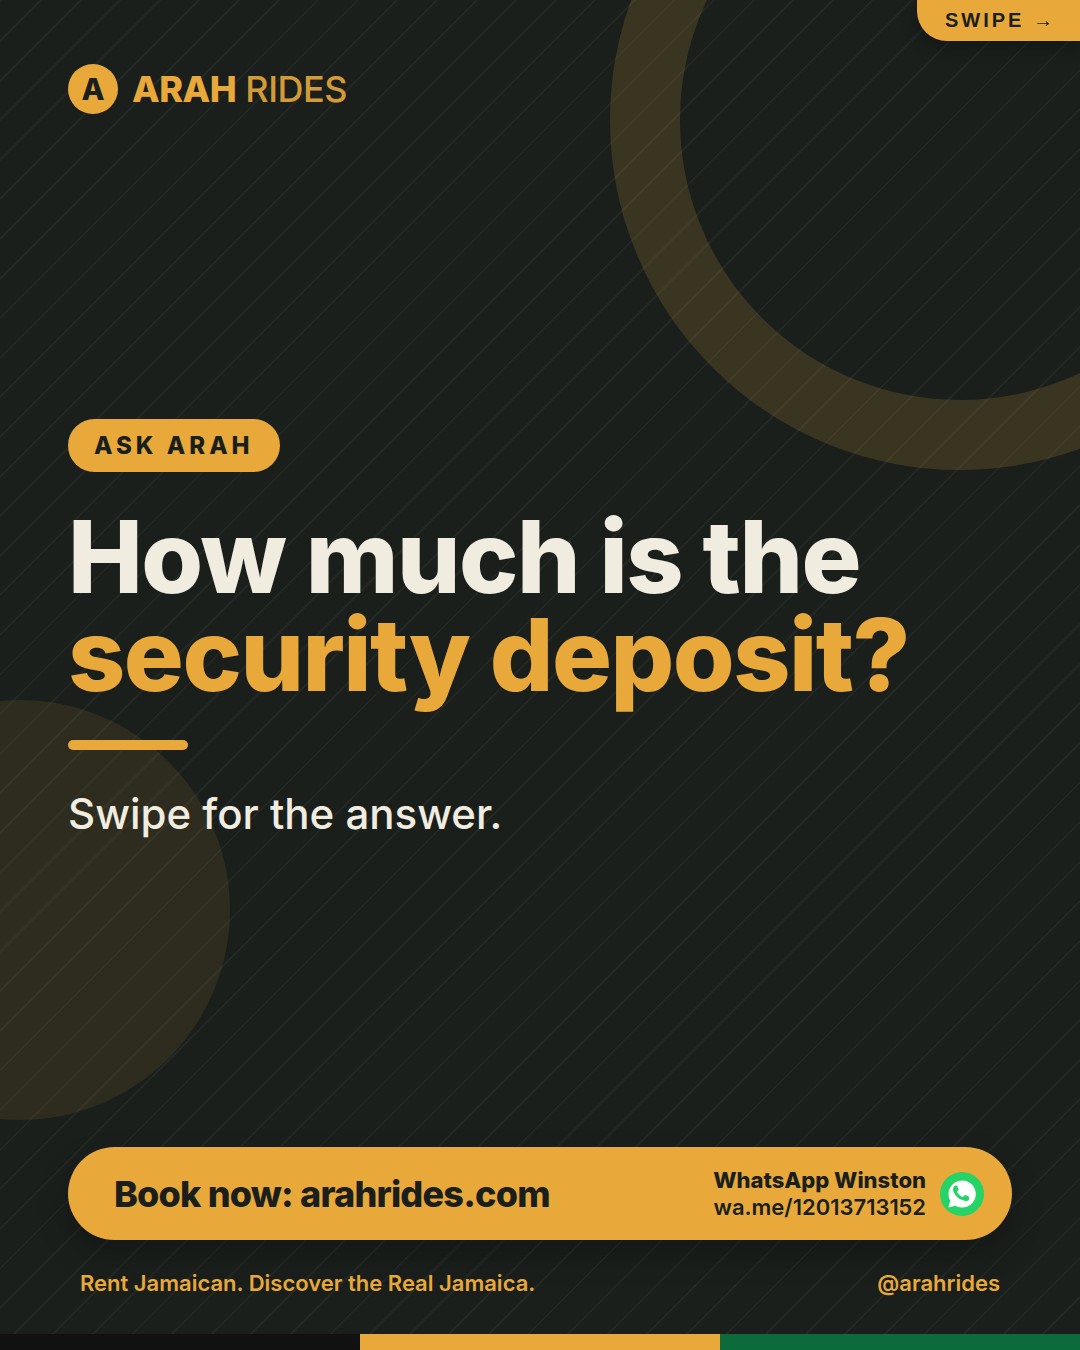 SWIPE →
A ARAH RIDES
ASK ARAH
How much is the
security deposit?
Swipe for the answer.
Book now: arahrides.com
WhatsApp Winston
wa.me/12013713152
Rent Jamaican. Discover the Real Jamaica.
@arahrides